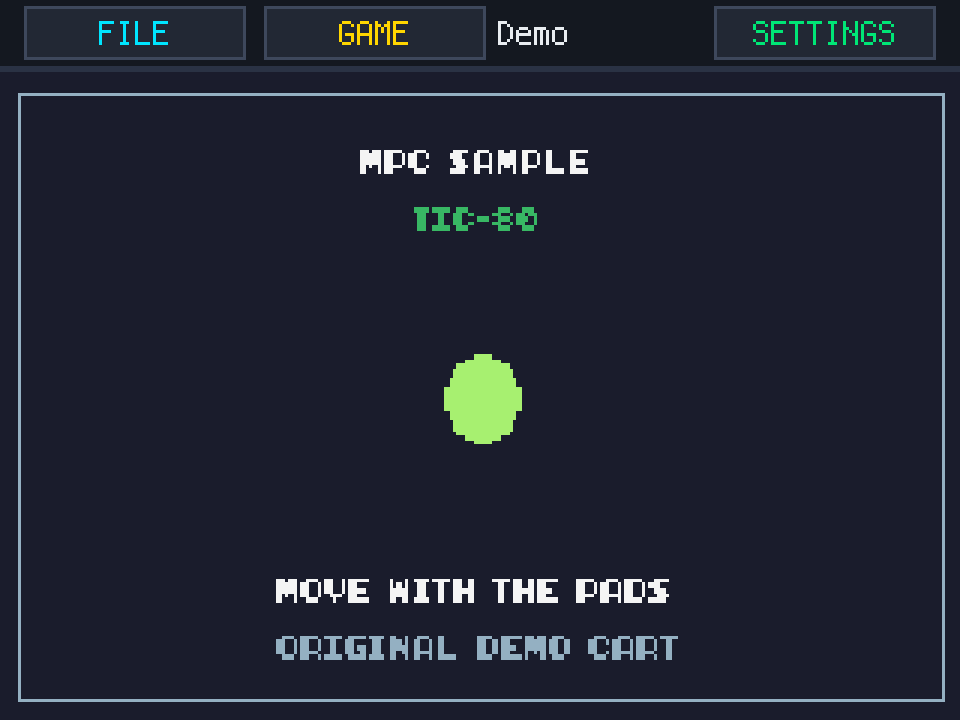 FILE GAME Demo SETTINGS
MPC SAMPLE
TIC-80
MOVE WITH THE PADS
ORIGINAL DEMO CART